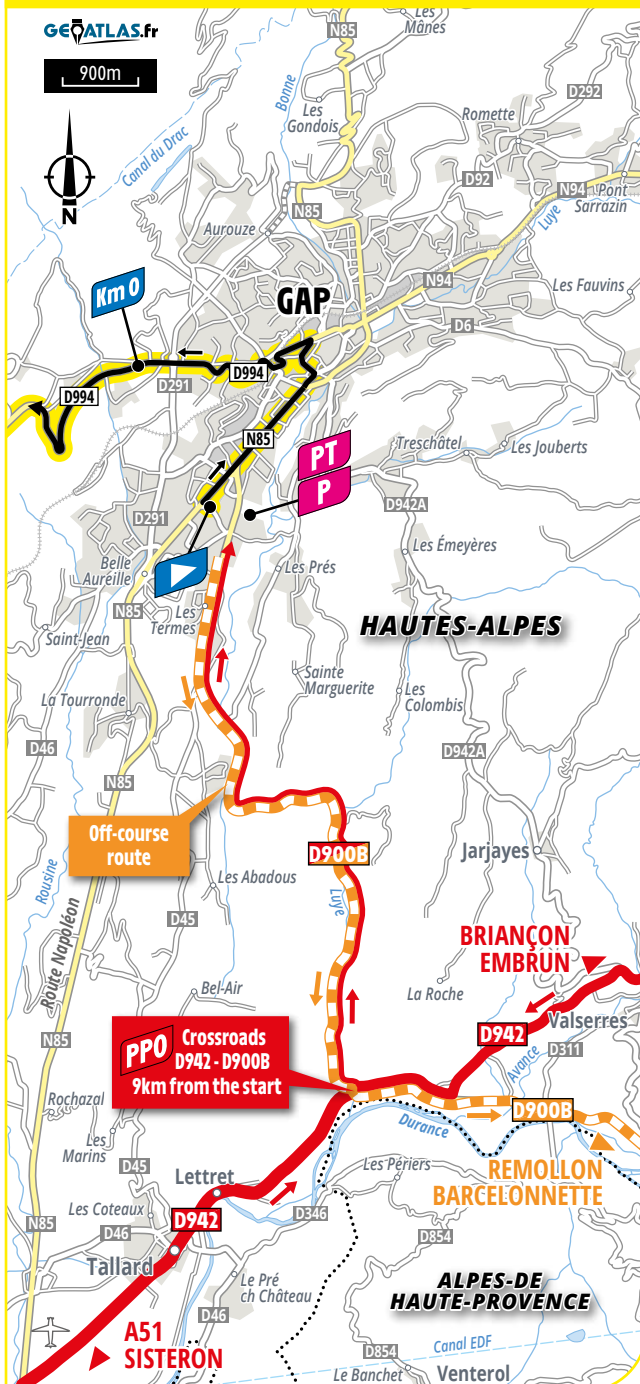 GEOATLAS.fr
900m
N
Les
Mânes
N85
D292
Bonne
Les
Gondois
Romette
Canal du Drac
D92
N94
Pont
Sarrazin
Luye
N85
Aurouze
Km 0
GAP
N94
Les Fauvins
D6
D994
D291
D994
N85
PT
P
Treschâtel
Les Jouberts
D942A
D291
Les Émeyères
Belle
Auréille
Les Prés
N85
Les
Termes
HAUTES-ALPES
Saint-Jean
Sainte
Marguerite
Les
Colombis
La Tourronde
D46
D942A
N85
Off-course
route
D900B
Jarjayes
Rousine
Les Abadous
Luye
Route Napoléon
D45
BRIANÇON
EMBRUN
Bel-Air
La Roche
D942
Valserres
PPO
Crossroads
D942 - D900B
9km from the start
N85
D311
Avance
Rochazal
D900B
Durance
Les
Marins
REMOLLON
BARCELONNETTE
D45
Les Périers
Lettret
Les Coteaux
D942
D346
N85
D46
D854
Tallard
Le Pré
ch Château
ALPES-DE
HAUTE-PROVENCE
D46
A51
SISTERON
Canal EDF
D854
Le Banchet
Venterol